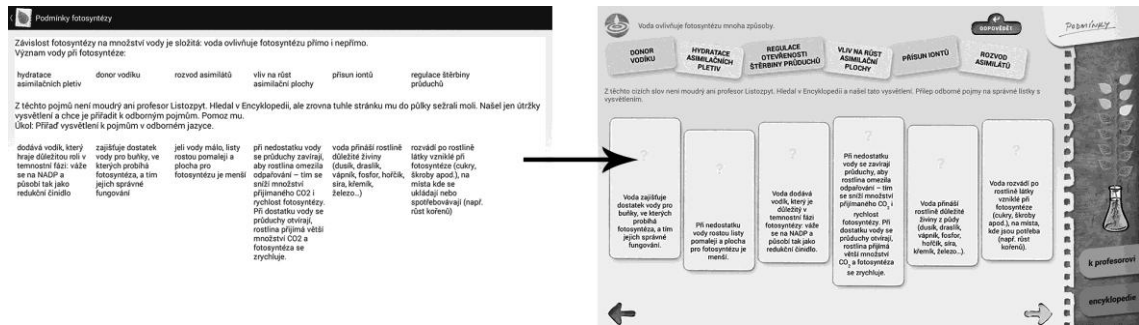 Podmínky fotosyntézy
Závislost fotosyntézy na množství vody je složitá: voda ovlivňuje fotosyntézu přímo i nepřímo.
Význam vody při fotosyntéze:
hydratace
asimilačních pletiv
donor vodíku
rozvod asimilátů
vliv na růst
asimilační plochy
přísun iontů
regulace štěrbiny
průduchů
Z těchto pojmů není moudrý ani profesor Listozpyt. Hledal v Encyklopedii, ale zrovna tuhle stránku mu do půlky sežrali moli. Našel jen útržky
vysvětlení a chce je přiřadit k odborným pojmům. Pomoz mu.
Úkol: Přiřaď vysvětlení k pojmům v odborném jazyce.
dodává vodík, který
hraje důležitou roli v
temnostní fázi: váže
se na NADP a
působí tak jako
redukční činidlo
zajišťuje dostatek
vody pro buňky, ve
kterých probíhá
fotosyntéza, a tím
jejich správné
fungování
jeli vody málo, listy
rostou pomaleji a
plocha pro
fotosyntézu je menší
při nedostatku vody
se průduchy zavírají,
aby rostlina omezila
odpařování – tím se
sníží množství
přijímaného CO2 i
rychlost fotosyntézy.
Při dostatku vody se
průduchy otvírají,
rostlina přijímá větší
množství CO2 a
fotosyntéza se
zrychluje.
voda přináší rostlině
důležité živiny
(dusík, draslík,
vápník, fosfor, hořčík,
síra, křemík,
železo...)
rozvádí po rostlině
látky vzniklé při
fotosyntéze (cukry,
škroby apod.), na
místa kde se
ukládají nebo
spotřebovávají (např.
růst kořenů)
Voda ovlivňuje fotosyntézu mnoha způsoby.
ODPOVĚDĚT
PODMÍNKY
DONOR
VODÍKU
HYDRATACE
ASIMILAČNÍCH
PLETIV
REGULACE
OTEVŘENOSTI
ŠTĚRBINY PRŮDUCHŮ
VLIV NA RŮST
ASIMILAČNÍ
PLOCHY
PŘÍSUN IONTŮ
ROZVOD
ASIMILÁTŮ
Z těchto cizích slov není moudrý ani profesor Listozpyt. Hledal v Encyklopedii a našel tato vysvětlení. Přilep odborné pojmy na správné lístky s
vysvětlením.
?
Voda zajišťuje
dostatek vody pro
buňky, ve kterých
probíhá
fotosyntéza, a tím
jejich správné
fungování.
?
Při nedostatku
vody rostou listy
pomaleji a plocha
pro fotosyntézu je
menší.
?
Voda dodává
vodík, který je
důležitý v
temnostní fázi
fotosyntézy: váže
se na NADP a
působí tak jako
redukční činidlo.
?
Při nedostatku
vody se zavírají
průduchy, aby
rostlina omezila
odpařování – tím
se sníží množství
přijímaného CO2 i
rychlost
fotosyntézy. Při
dostatku vody se
průduchy otvírají,
rostlina přijímá
větší množství
CO2 a fotosyntéza
se zrychluje.
?
Voda přináší
rostlině důležité
živiny z půdy
(dusík, draslík,
vápník, fosfor,
hořčík, síra,
křemík, železo...).
?
Voda rozvádí po
rostlině látky
vzniklé při
fotosyntéze
(cukry, škroby
apod.), na místa,
kde jsou potřeba
(např. růst
kořenů).
k profesorovi
encyklopedie